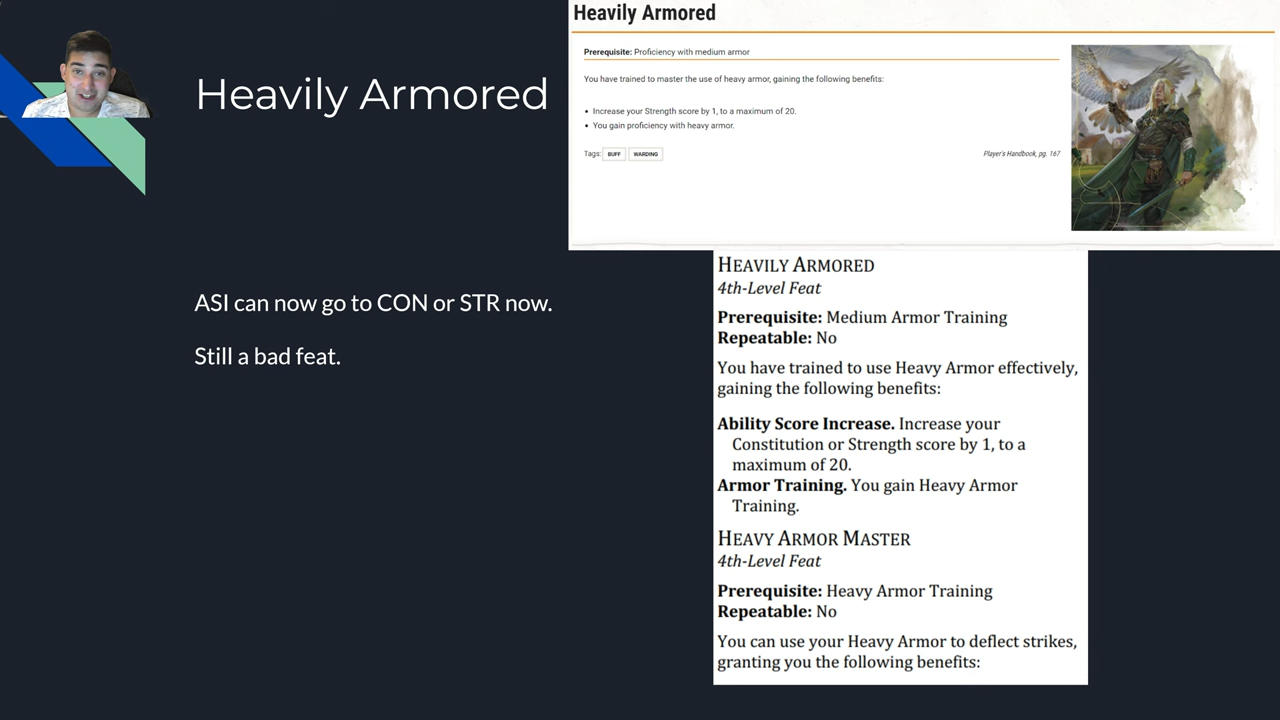 Heavily Armored
ASI can now go to CON or STR now.
Still a bad feat.
Heavily Armored
Prerequisite: Proficiency with medium armor
You have trained to master the use of heavy armor, gaining the following benefits:
• Increase your Strength score by 1, to a maximum of 20.
• You gain proficiency with heavy armor.
Tags: BUFF WARDING
Player's Handbook, pg. 167
HEAVILY ARMORED
4th-Level Feat
Prerequisite: Medium Armor Training
Repeatable: No
You have trained to use Heavy Armor effectively,
gaining the following benefits:
Ability Score Increase. Increase your
Constitution or Strength score by 1, to a
maximum of 20.
Armor Training. You gain Heavy Armor
Training.
HEAVY ARMOR MASTER
4th-Level Feat
Prerequisite: Heavy Armor Training
Repeatable: No
You can use your Heavy Armor to deflect strikes,
granting you the following benefits: